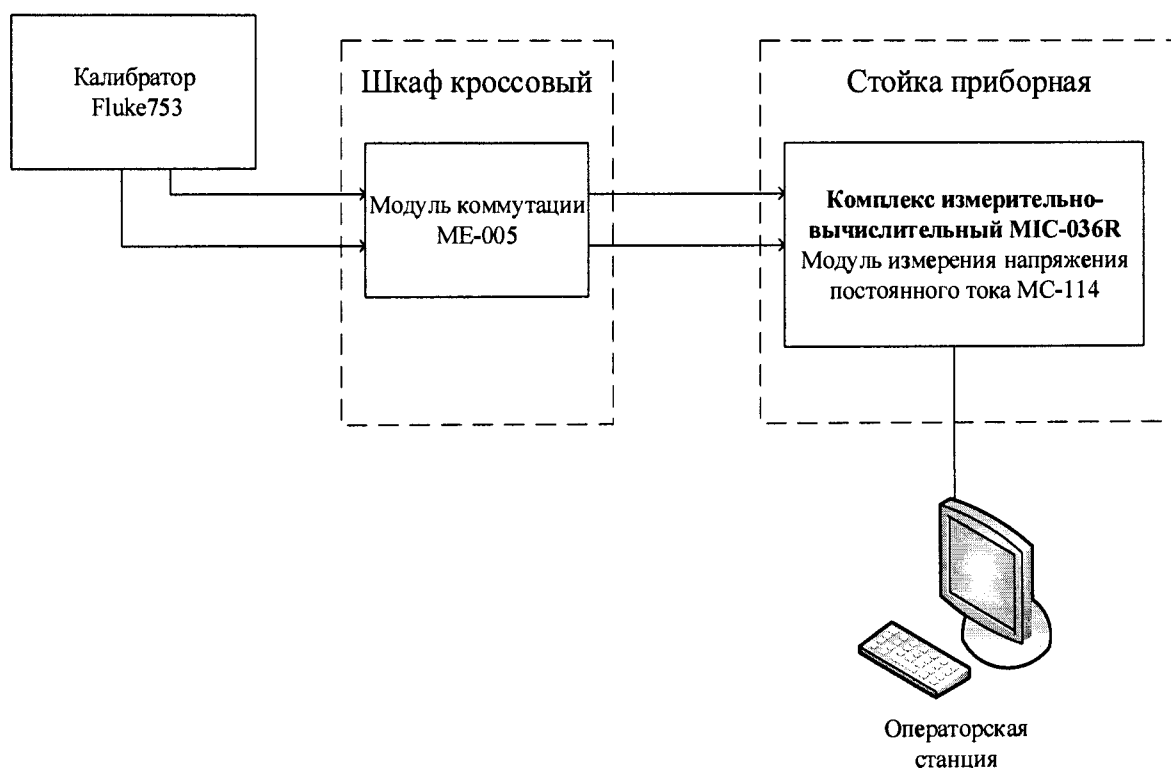 Калибратор
Fluke753
Шкаф кроссовый
Модуль коммутации
МЕ-005
Стойка приборная
Комплекс измерительно-
вычислительный MIC-036R
Модуль измерения напряжения
постоянного тока МС-114
Операторская
станция